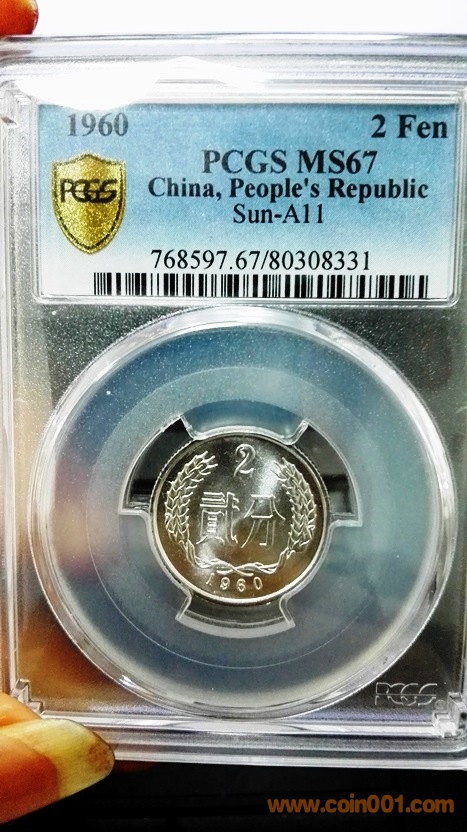 1960 2 Fen
PCGS MS67
PCGS China, People's Republic
Sun-A11
768597.67/80308331
2
貳分
1960
PCGS
www.coin001.com